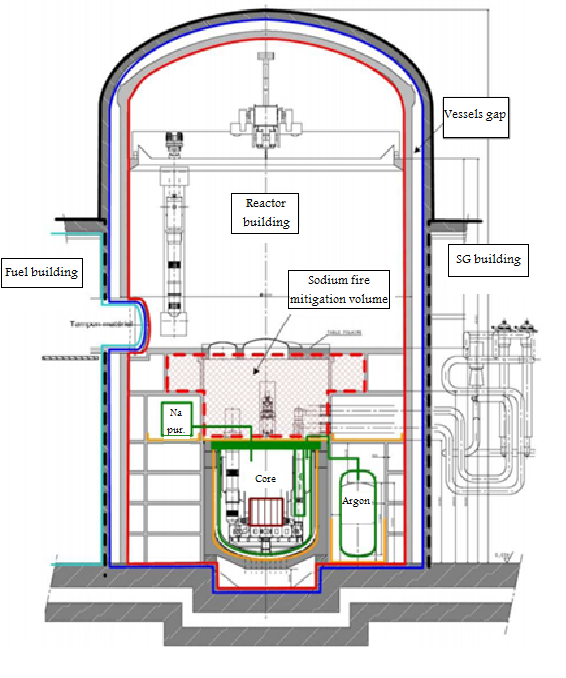 Vessels gap
Reactor
building
SG building
Fuel building
Sodium fire
mitigation volume
Tampon matériel
Na
pur.
Core
Argon